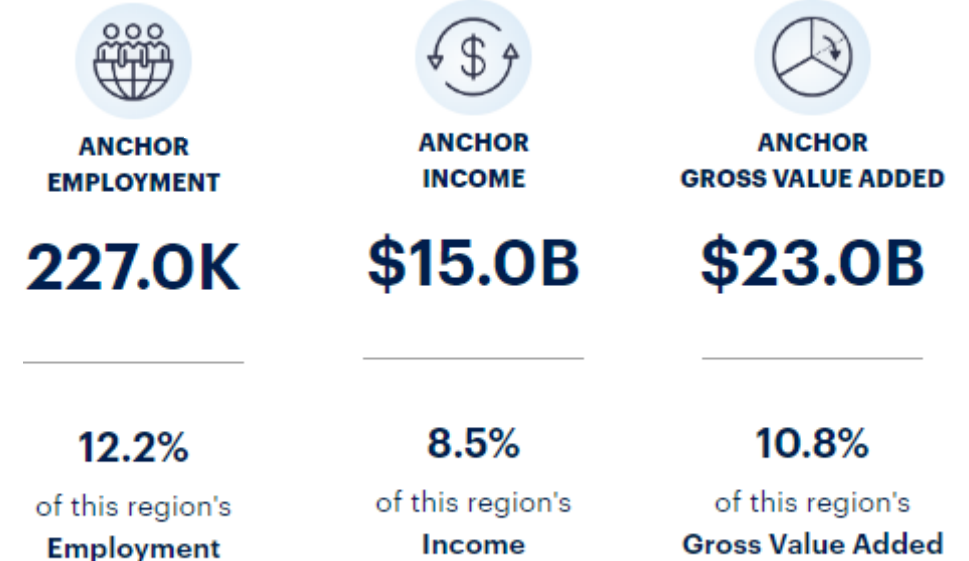 ANCHOR
EMPLOYMENT
227.0K
12.2%
of this region's
Employment
ANCHOR
INCOME
$15.0B
8.5%
of this region's
Income
ANCHOR
GROSS VALUE ADDED
$23.0B
10.8%
of this region's
Gross Value Added